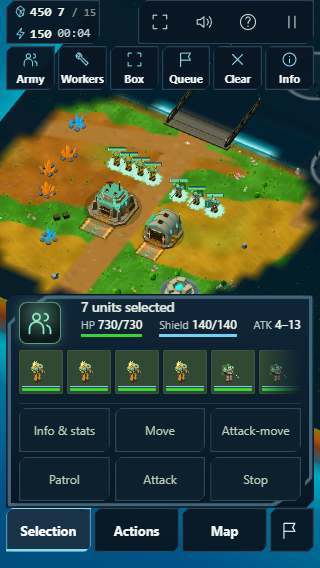 450 7 / 15
150 00:04
Army Workers Box Queue Clear Info
7 units selected
HP 730/730 Shield 140/140 ATK 4–13
Info & stats Move Attack-move
Patrol Attack Stop
Selection Actions Map